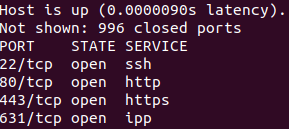 Host is up (0.0000090s latency).
Not shown: 996 closed ports
PORT    STATE SERVICE
22/tcp  open  ssh
80/tcp  open  http
443/tcp open  https
631/tcp open  ipp